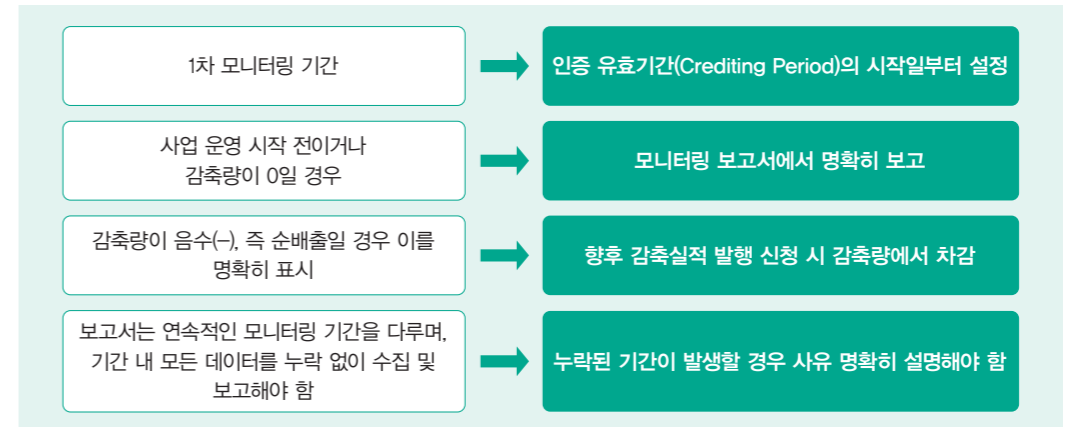 1차 모니터링 기간
인증 유효기간(Crediting Period)의 시작일부터 설정
사업 운영 시작 전이거나
감축량이 0일 경우
모니터링 보고서에서 명확히 보고
감축량이 음수(–), 즉 순배출일 경우 이를
명확히 표시
향후 감축실적 발행 신청 시 감축량에서 차감
보고서는 연속적인 모니터링 기간을 다루며,
기간 내 모든 데이터를 누락 없이 수집 및
보고해야 함
누락된 기간이 발생할 경우 사유 명확히 설명해야 함